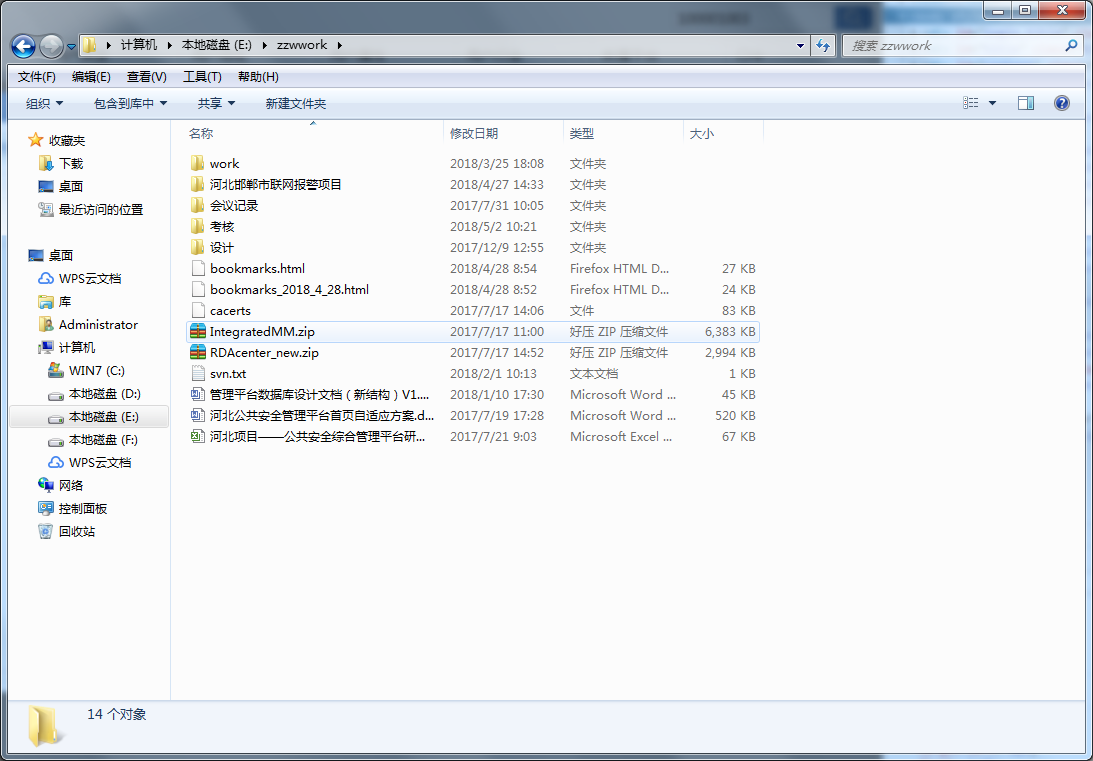 计算机 本地磁盘 (E:) zzwwork
搜索 zzwwork
文件(F) 编辑(E) 查看(V) 工具(T) 帮助(H)
组织 包含到库中 共享 新建文件夹
名称 修改日期 类型 大小
收藏夹
下载
桌面
最近访问的位置
桌面
WPS云文档
库
Administrator
计算机
WIN7 (C:)
本地磁盘 (D:)
本地磁盘 (E:)
本地磁盘 (F:)
WPS云文档
网络
控制面板
回收站
work 2018/3/25 18:08 文件夹
河北邯郸市联网报警项目 2018/4/27 14:33 文件夹
会议记录 2017/7/31 10:05 文件夹
考核 2018/5/2 10:21 文件夹
设计 2017/12/9 12:55 文件夹
bookmarks.html 2018/4/28 8:54 Firefox HTML D... 27 KB
bookmarks_2018_4_28.html 2018/4/28 8:52 Firefox HTML D... 24 KB
cacerts 2017/7/17 14:06 文件 83 KB
IntegratedMM.zip 2017/7/17 11:00 好压 ZIP 压缩文件 6,383 KB
RDAcenter_new.zip 2017/7/17 14:52 好压 ZIP 压缩文件 2,994 KB
svn.txt 2018/2/1 10:13 文本文档 1 KB
管理平台数据库设计文档（新结构）V1.... 2018/1/10 17:30 Microsoft Word ... 45 KB
河北公共安全管理平台首页自适应方案.d... 2017/7/19 17:28 Microsoft Word ... 520 KB
河北项目——公共安全综合管理平台研... 2017/7/21 9:03 Microsoft Excel ... 67 KB
14 个对象